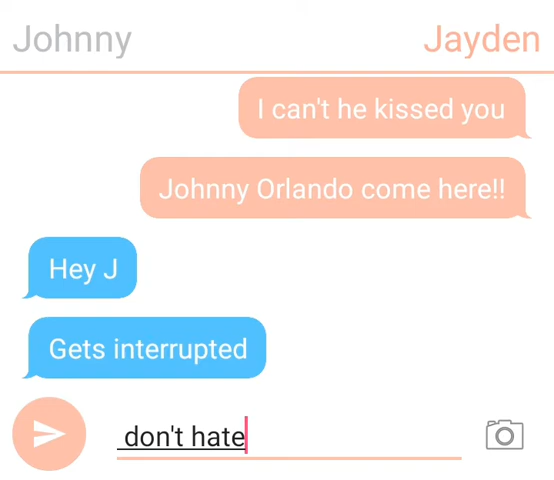 Johnny Jayden
I can't he kissed you
Johnny Orlando come here!!
Hey J
Gets interrupted
don't hate